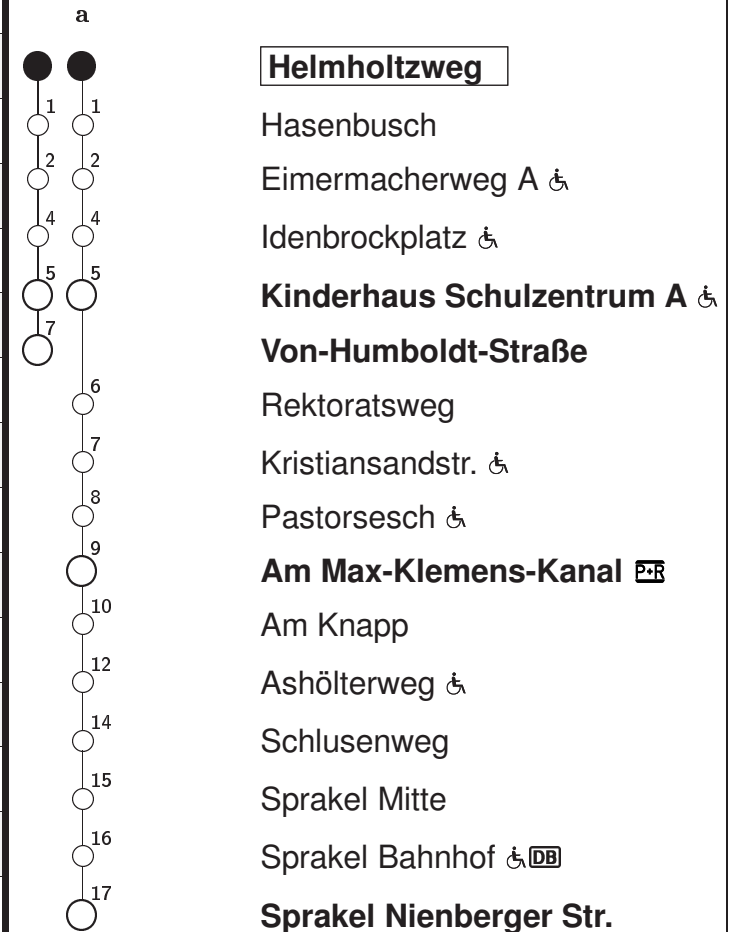 a
Helmholtzweg
1 1 Hasenbusch
2 2 Eimermacherweg A
4 4 Idenbrockplatz
5 5 Kinderhaus Schulzentrum A
7 Von-Humboldt-Straße
6 Rektoratsweg
7 Kristiansandstr.
8 Pastorsesch
9 Am Max-Klemens-Kanal P+R
10 Am Knapp
12 Ashölterweg
14 Schlusenweg
15 Sprakel Mitte
16 Sprakel Bahnhof DB
17 Sprakel Nienberger Str.